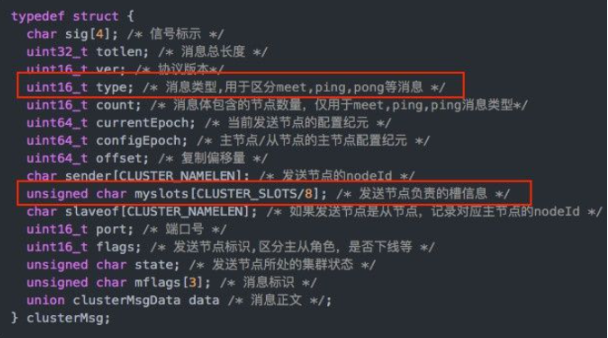 typedef struct {
char sig[4]; /* 信号标示 */
uint32_t totlen; /* 消息总长度 */
uint16_t ver; /* 协议版本*/
uint16_t type; /* 消息类型,用于区分meet,ping,pong等消息 */
uint16_t count; /* 消息体包含的节点数量，仅用于meet,ping,ping消息类型*/
uint64_t currentEpoch; /* 当前发送节点的配置纪元 */
uint64_t configEpoch; /* 主节点/从节点的主节点配置纪元 */
uint64_t offset; /* 复制偏移量 */
char sender[CLUSTER_NAMELEN]; /* 发送节点的nodeId */
unsigned char myslots[CLUSTER_SLOTS/8]; /* 发送节点负责的槽信息 */
char slaveof[CLUSTER_NAMELEN]; /* 如果发送节点是从节点，记录对应主节点的nodeId */
uint16_t port; /* 端口号 */
uint16_t flags; /* 发送节点标识,区分主从角色，是否下线等 */
unsigned char state; /* 发送节点所处的集群状态 */
unsigned char mflags[3]; /* 消息标识 */
union clusterMsgData data /* 消息正文 */;
} clusterMsg;